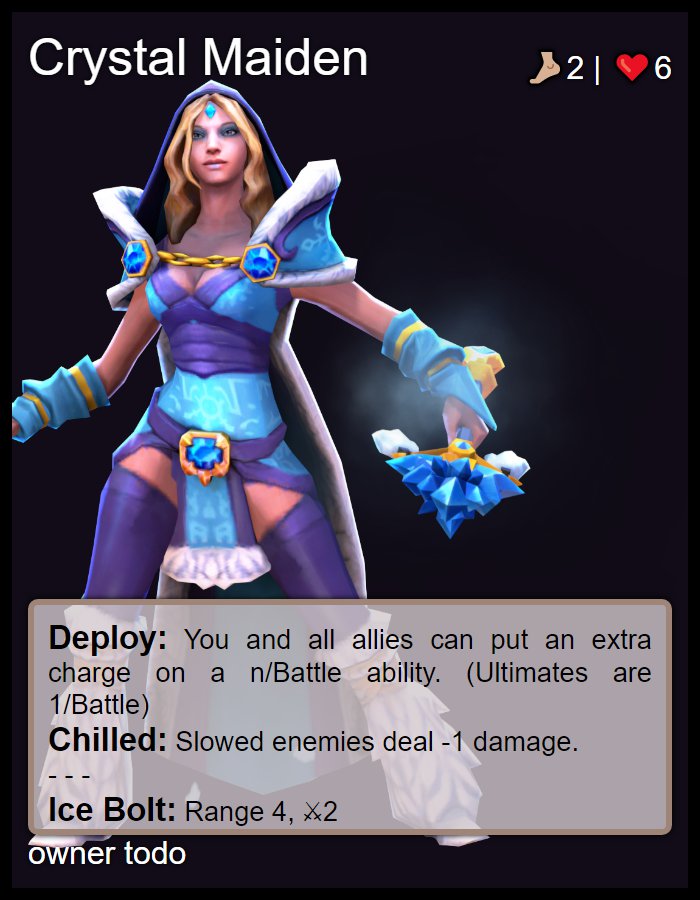 Crystal Maiden
🦶2 | ❤️6
Deploy: You and all allies can put an extra
charge on a n/Battle ability. (Ultimates are
1/Battle)
Chilled: Slowed enemies deal -1 damage.
- - -
Ice Bolt: Range 4, ⚔2
owner todo